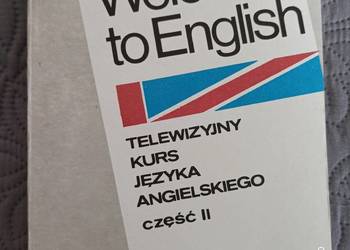 to English
TELEWIZYJNY
KURS
JĘZYKA
ANGIELSKIEGO
część II